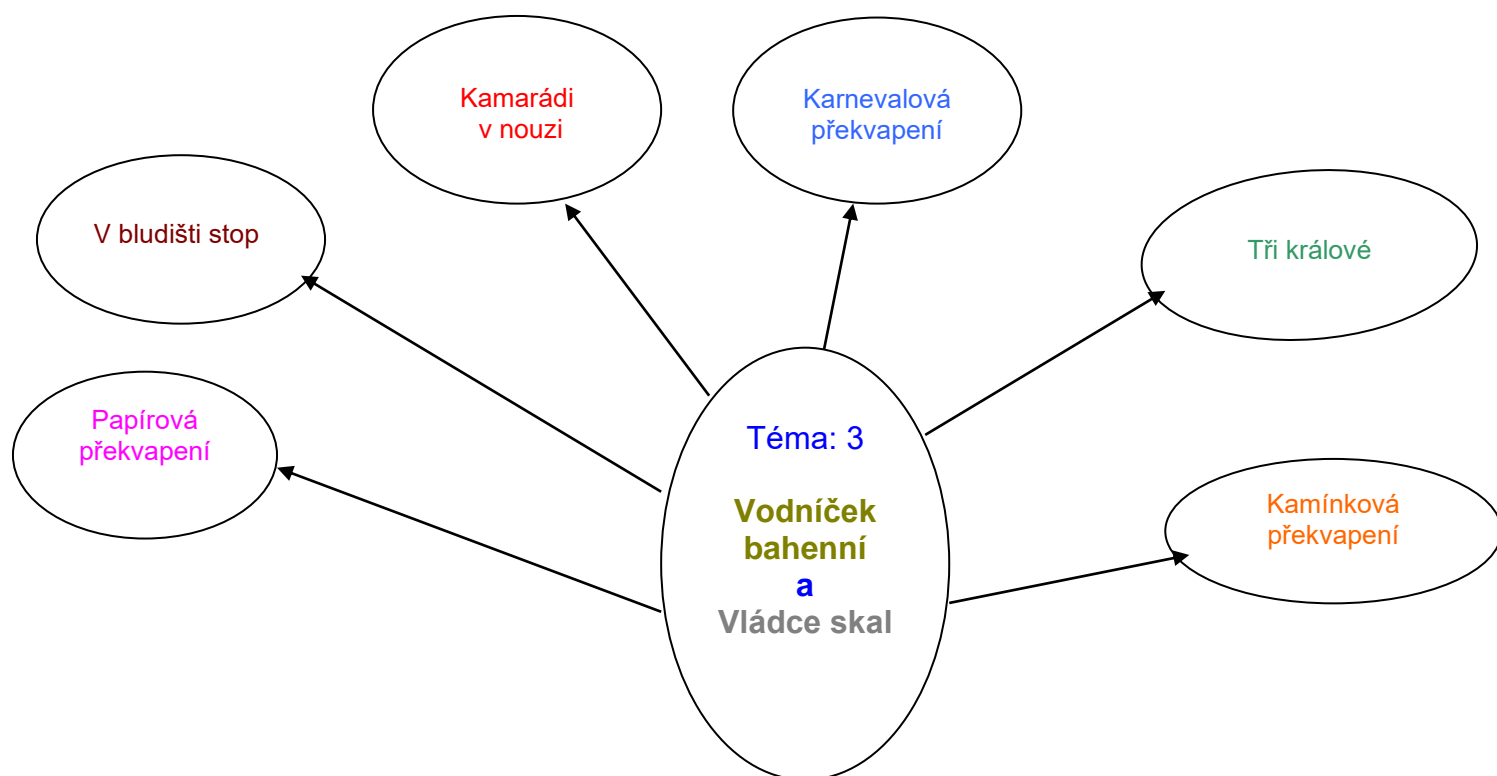 Kamarádi
v nouzi
Karnevalová
překvapení
V bludišti stop
Tři králové
Papírová
překvapení
Téma: 3
Vodníček
bahenní
a
Vládce skal
Kamínková
překvapení